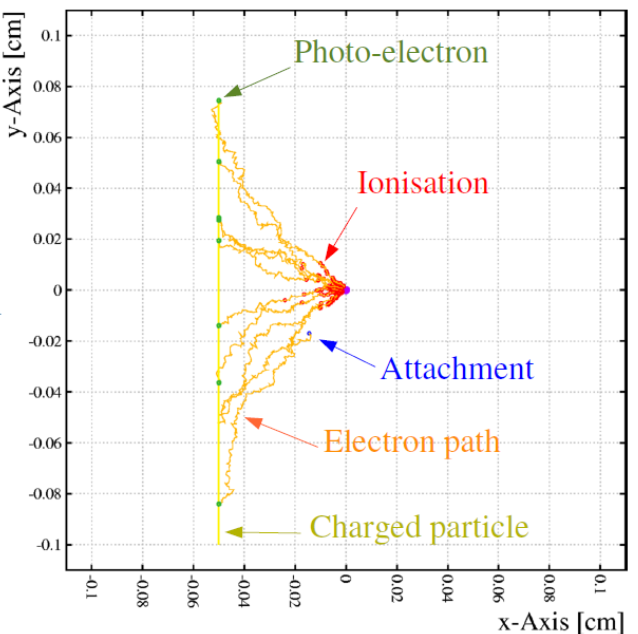 y-Axis [cm]
0.1
Photo-electron
0.08
0.06
0.04
Ionisation
0.02
0
-0.02
Attachment
-0.04
-0.06
Electron path
-0.08
Charged particle
-0.1
0.1 0.08 0.06 0.04 0.02 0 0.02 0.04 0.06 0.08 0.1
x-Axis [cm]